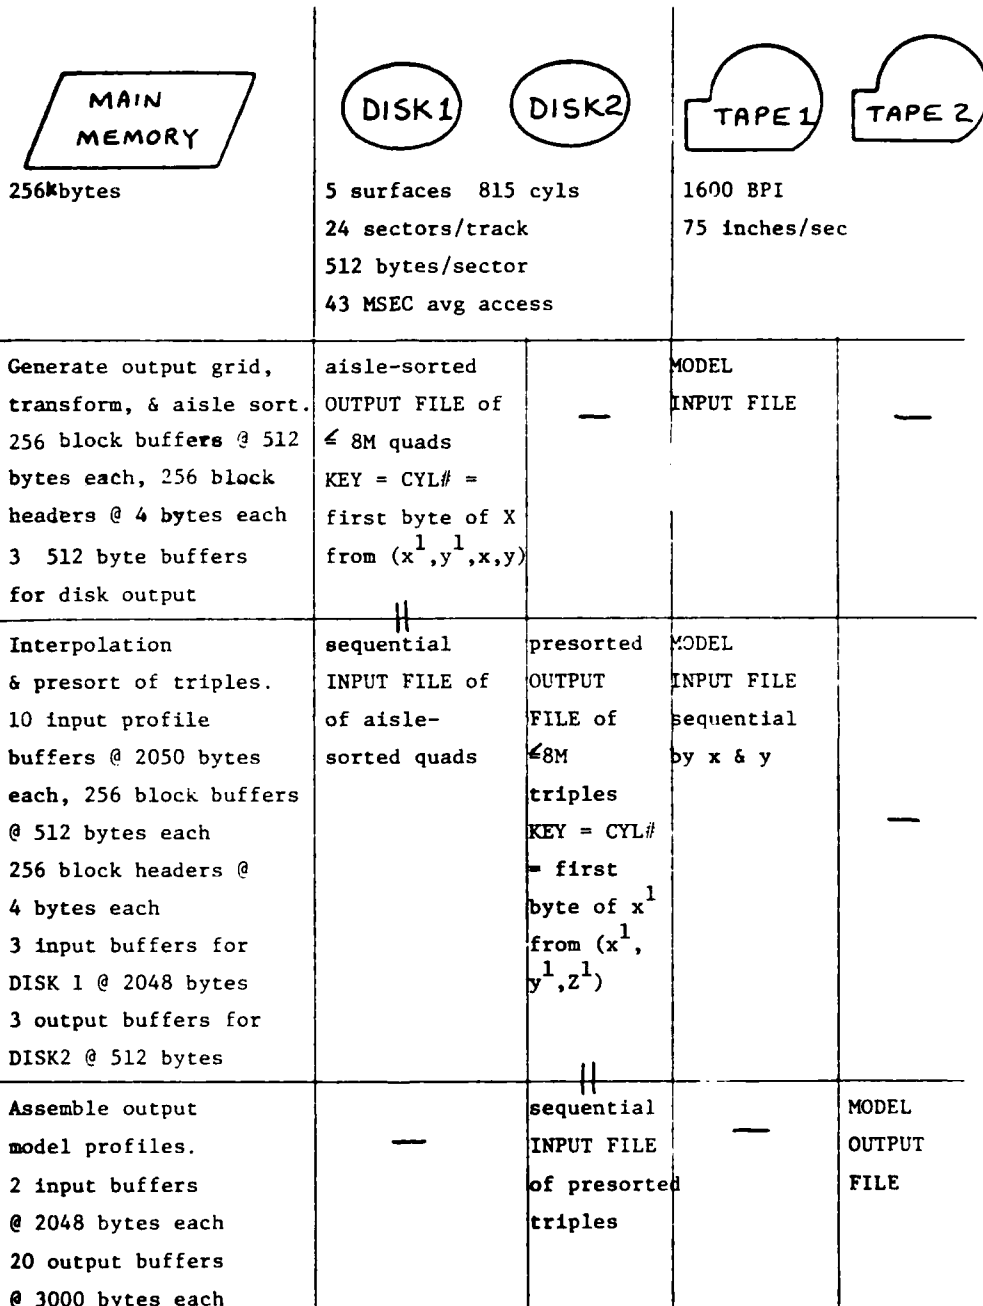 MAIN
MEMORY
DISK1
DISK2
TAPE 1
TAPE 2
256kbytes
5 surfaces 815 cyls
24 sectors/track
512 bytes/sector
43 MSEC avg access
1600 BPI
75 inches/sec
Generate output grid,
transform, & aisle sort.
256 block buffers @ 512
bytes each, 256 block
headers @ 4 bytes each
3 512 byte buffers
for disk output
aisle-sorted
OUTPUT FILE of
≤ 8M quads
KEY = CYL# =
first byte of X
from (x¹,y¹,x,y)
—
MODEL
INPUT FILE
—
Interpolation
& presort of triples.
10 input profile
buffers @ 2050 bytes
each, 256 block buffers
@ 512 bytes each
256 block headers @
4 bytes each
3 input buffers for
DISK 1 @ 2048 bytes
3 output buffers for
DISK2 @ 512 bytes
sequential
INPUT FILE of
of aisle-
sorted quads
presorted
OUTPUT
FILE of
≤8M
triples
KEY = CYL#
= first
byte of x¹
from (x¹,
y¹,Z¹)
MODEL
INPUT FILE
sequential
by x & y
—
Assemble output
model profiles.
2 input buffers
@ 2048 bytes each
20 output buffers
@ 3000 bytes each
—
sequential
INPUT FILE
of presorted
triples
—
MODEL
OUTPUT
FILE